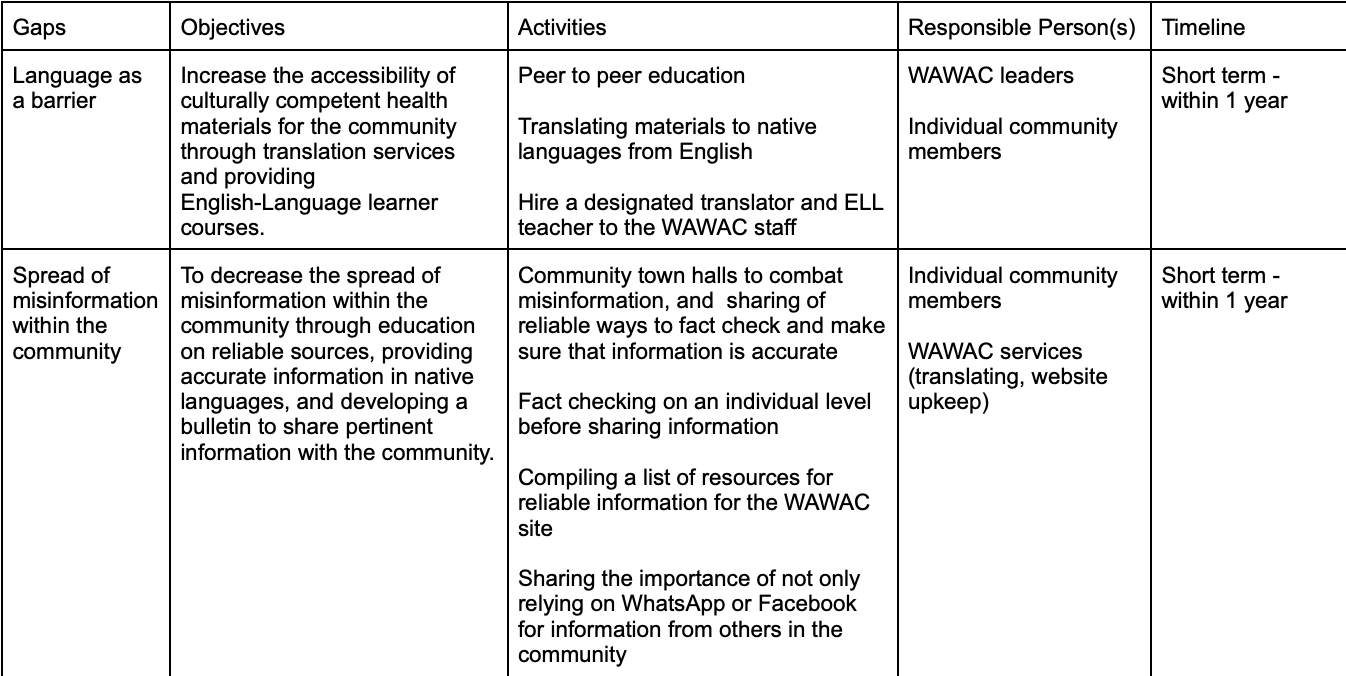 Gaps
Objectives
Activities
Responsible Person(s)
Timeline
Language as
a barrier
Increase the accessibility of
culturally competent health
materials for the community
through translation services
and providing
English-Language learner
courses.
Peer to peer education
Translating materials to native
languages from English
Hire a designated translator and ELL
teacher to the WAWAC staff
WAWAC leaders
Individual community
members
Short term -
within 1 year
Spread of
misinformation
within the
community
To decrease the spread of
misinformation within the
community through education
on reliable sources, providing
accurate information in native
languages, and developing a
bulletin to share pertinent
information with the community.
Community town halls to combat
misinformation, and  sharing of
reliable ways to fact check and make
sure that information is accurate
Fact checking on an individual level
before sharing information
Compiling a list of resources for
reliable information for the WAWAC
site
Sharing the importance of not only
relying on WhatsApp or Facebook
for information from others in the
community
Individual community
members
WAWAC services
(translating, website
upkeep)
Short term -
within 1 year